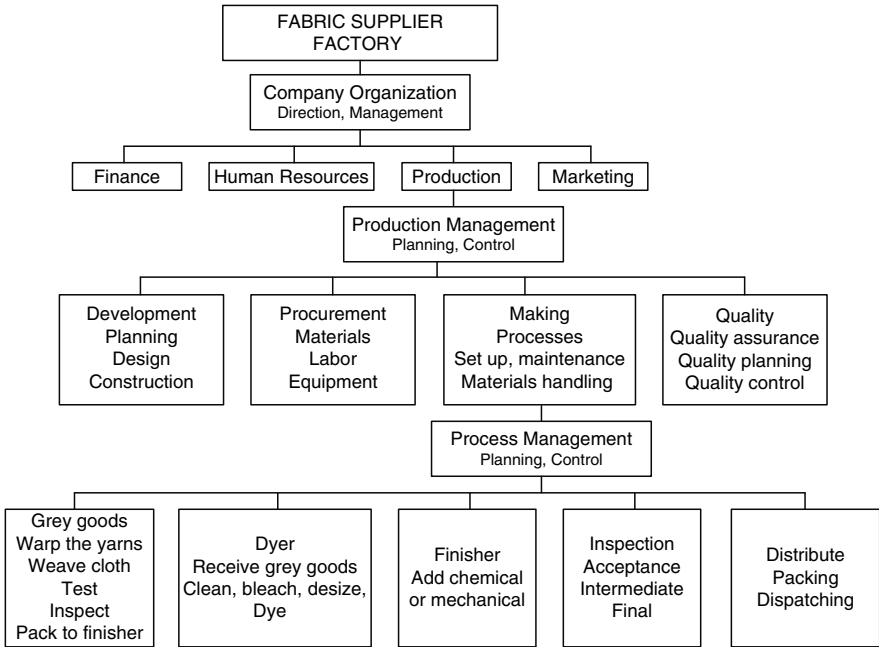 FABRIC SUPPLIER
FACTORY
Company Organization
Direction, Management
Finance
Human Resources
Production
Marketing
Production Management
Planning, Control
Development
Planning
Design
Construction
Procurement
Materials
Labor
Equipment
Making
Processes
Set up, maintenance
Materials handling
Quality
Quality assurance
Quality planning
Quality control
Process Management
Planning, Control
Grey goods
Warp the yarns
Weave cloth
Test
Inspect
Pack to finisher
Dyer
Receive grey goods
Clean, bleach, desize,
Dye
Finisher
Add chemical
or mechanical
Inspection
Acceptance
Intermediate
Final
Distribute
Packing
Dispatching